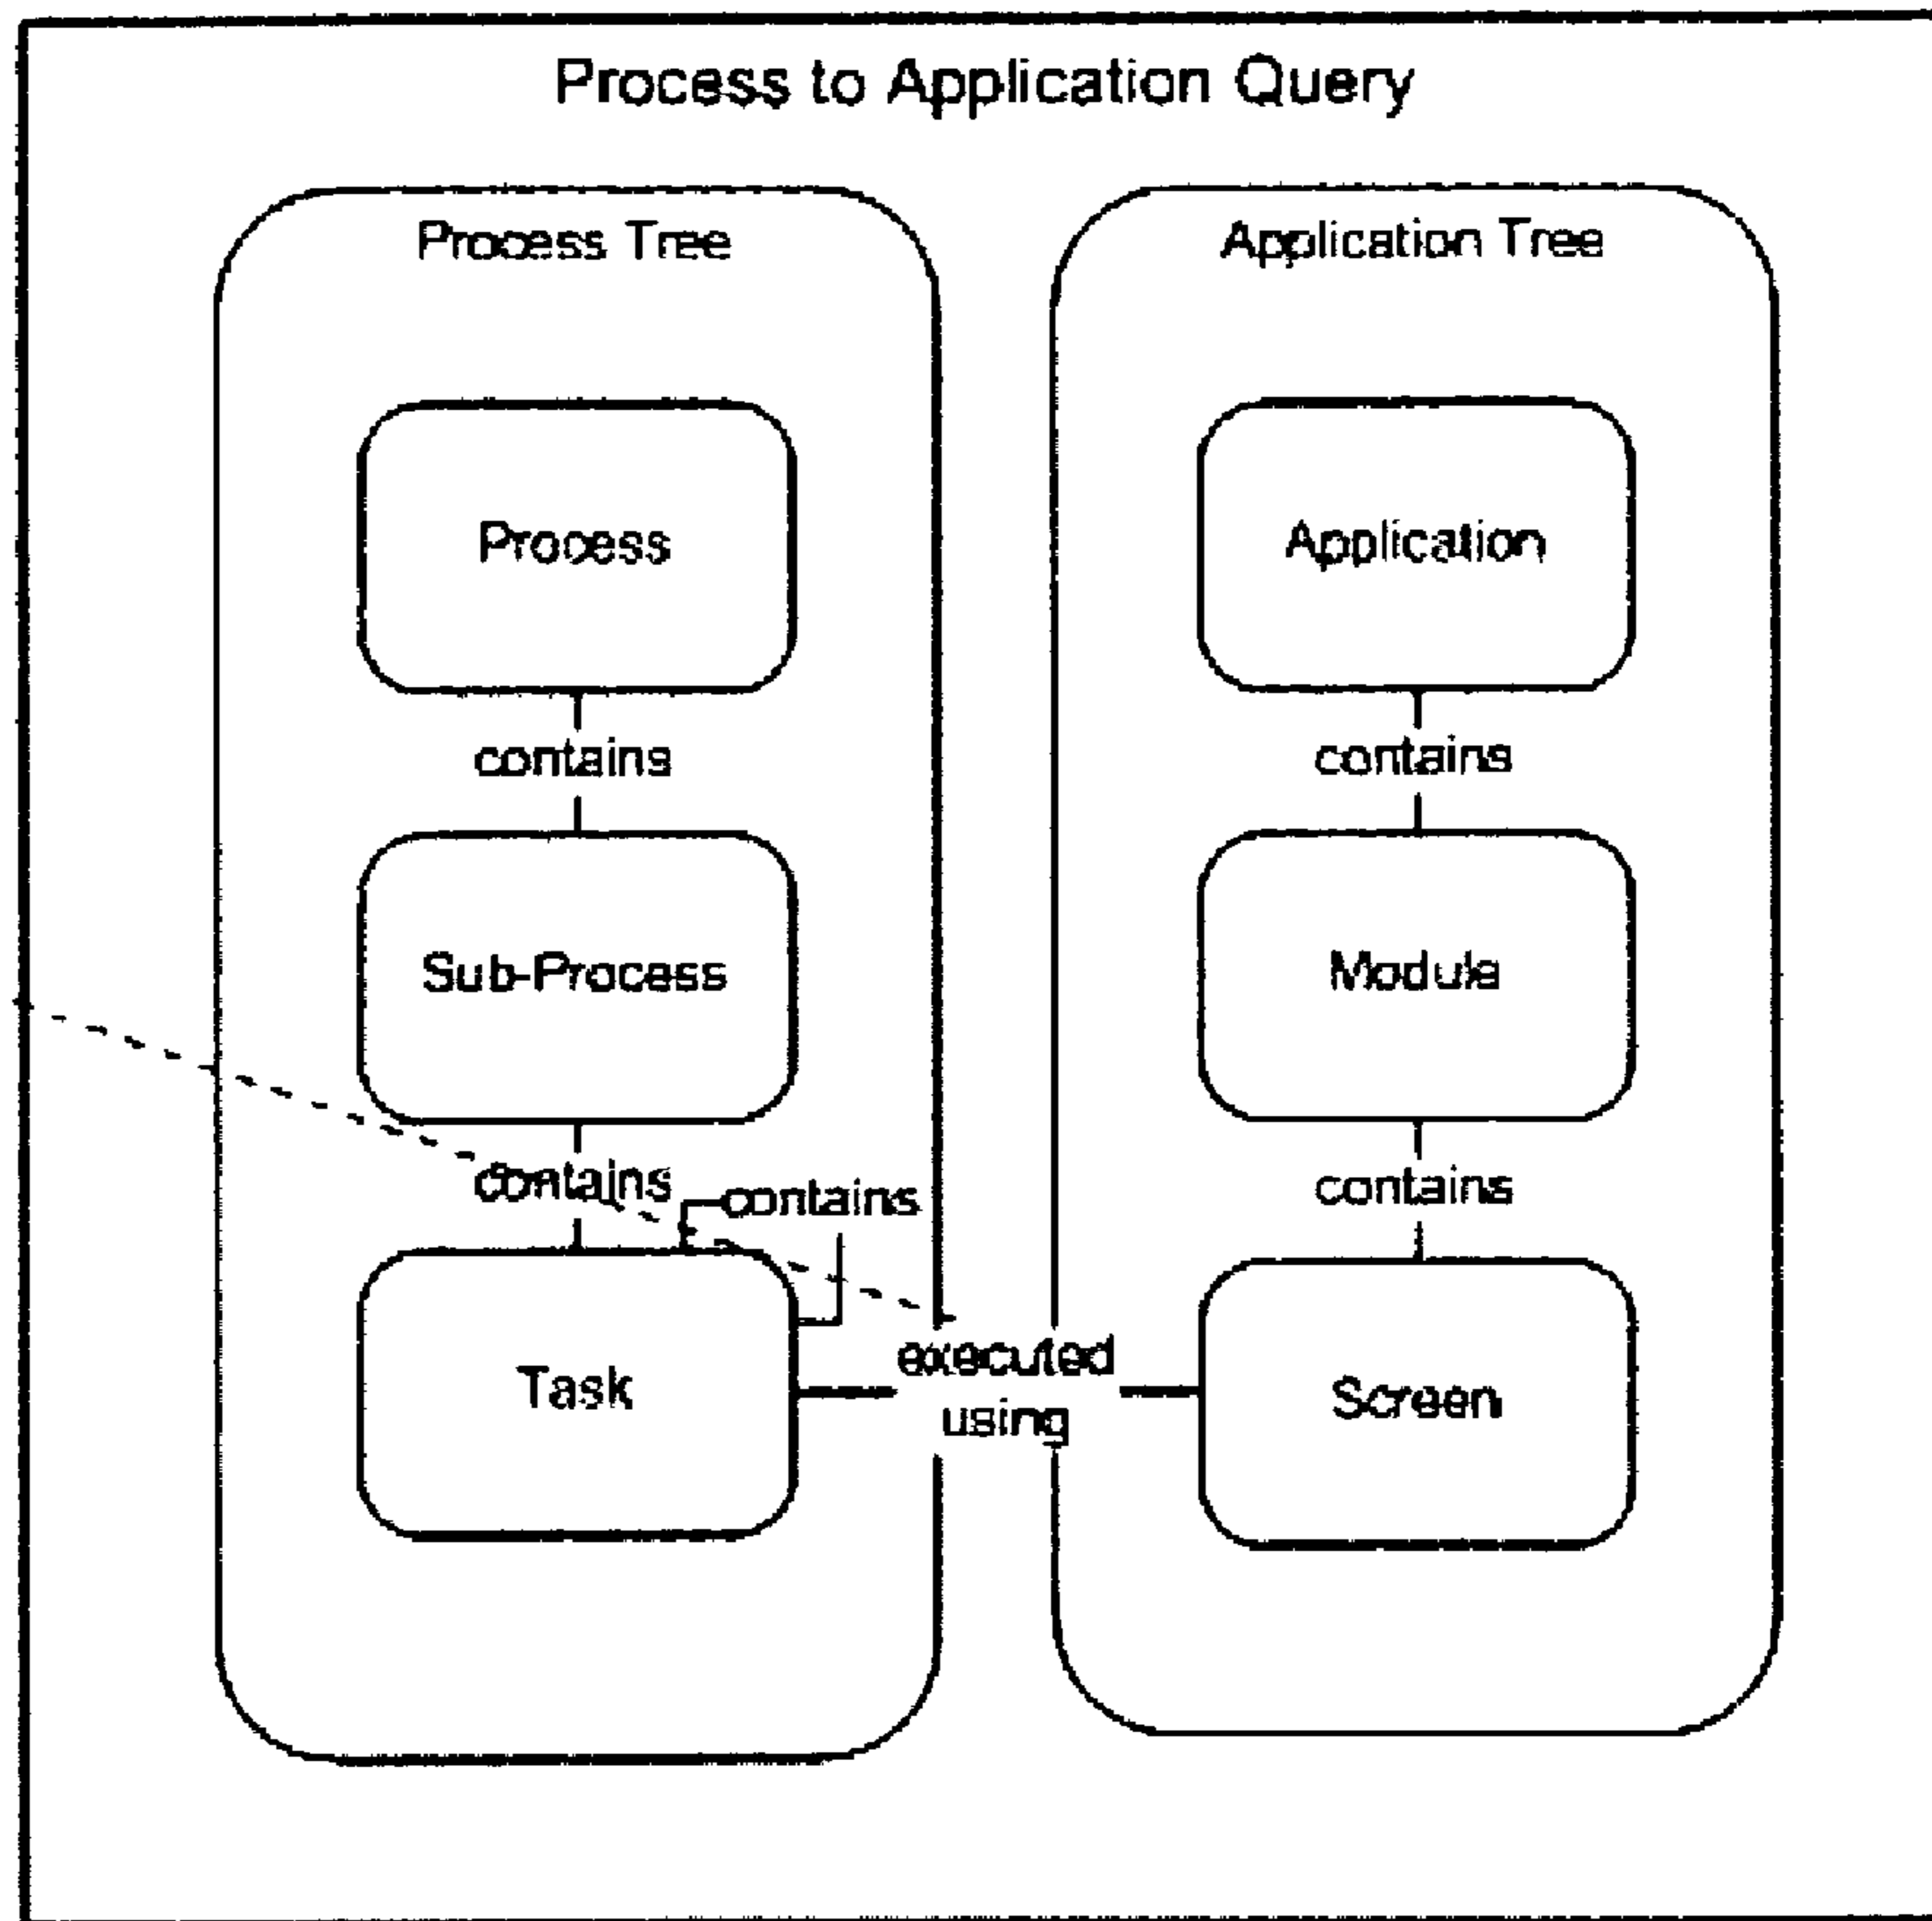 Process to Application Query
Process Tree
Process
contains
Sub-Process
contains
contains
Task
executed
using
Application Tree
Application
contains
Module
contains
Screen